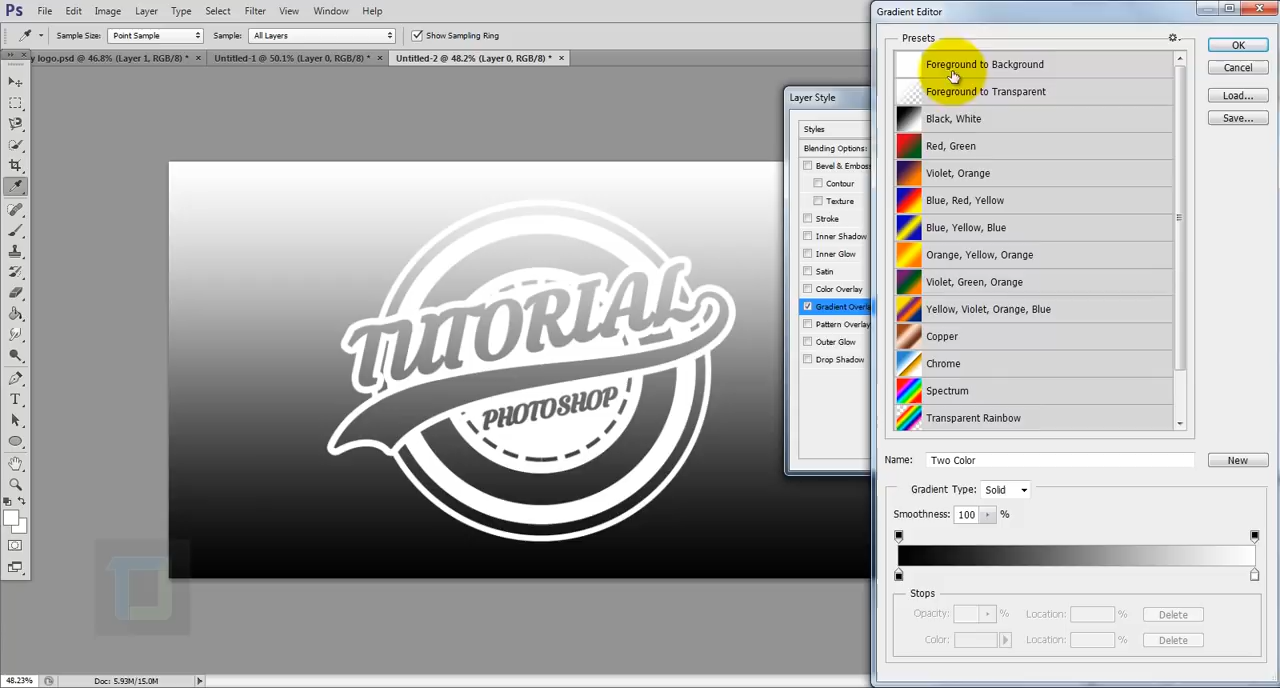 Ps File Edit Image Layer Type Select Filter View Window Help
Sample Size: Point Sample Sample: All Layers Show Sampling Ring
y logo.psd @ 46.8% (Layer 1, RGB/8) * × Untitled-1 @ 50.1% (Layer 0, RGB/8) * × Untitled-2 @ 48.2% (Layer 0, RGB/8) * ×
TUTORIAL
PHOTOSHOP
Layer Style
Styles
Blending Options:
Bevel & Emboss
Contour
Texture
Stroke
Inner Shadow
Inner Glow
Satin
Color Overlay
Gradient Overla
Pattern Overlay
Outer Glow
Drop Shadow
Gradient Editor
Presets
OK
Cancel
Load...
Save...
Foreground to Background
Foreground to Transparent
Black, White
Red, Green
Violet, Orange
Blue, Red, Yellow
Blue, Yellow, Blue
Orange, Yellow, Orange
Violet, Green, Orange
Yellow, Violet, Orange, Blue
Copper
Chrome
Spectrum
Transparent Rainbow
Name: Two Color New
Gradient Type: Solid
Smoothness: 100 %
Stops
Opacity: % Location: % Delete
Color: Location: % Delete
48.23% Doc: 5.93M/15.0M